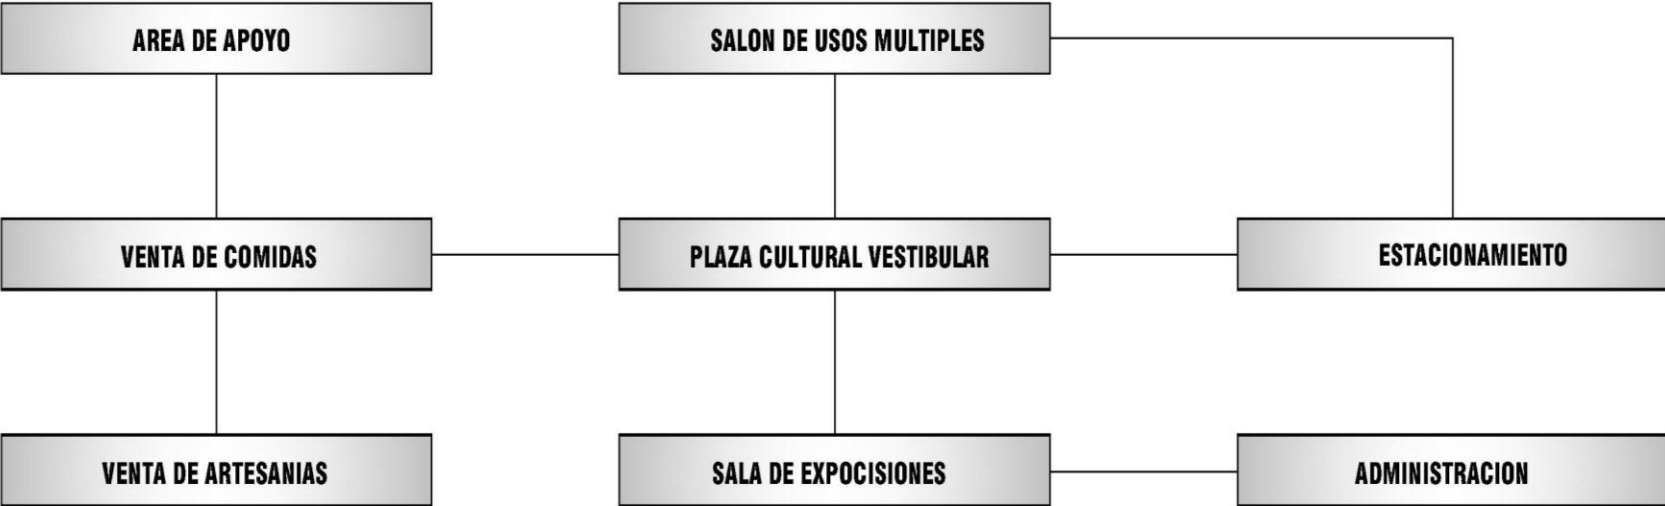 AREA DE APOYO
SALON DE USOS MULTIPLES
VENTA DE COMIDAS
PLAZA CULTURAL VESTIBULAR
ESTACIONAMIENTO
VENTA DE ARTESANIAS
SALA DE EXPOCISIONES
ADMINISTRACION